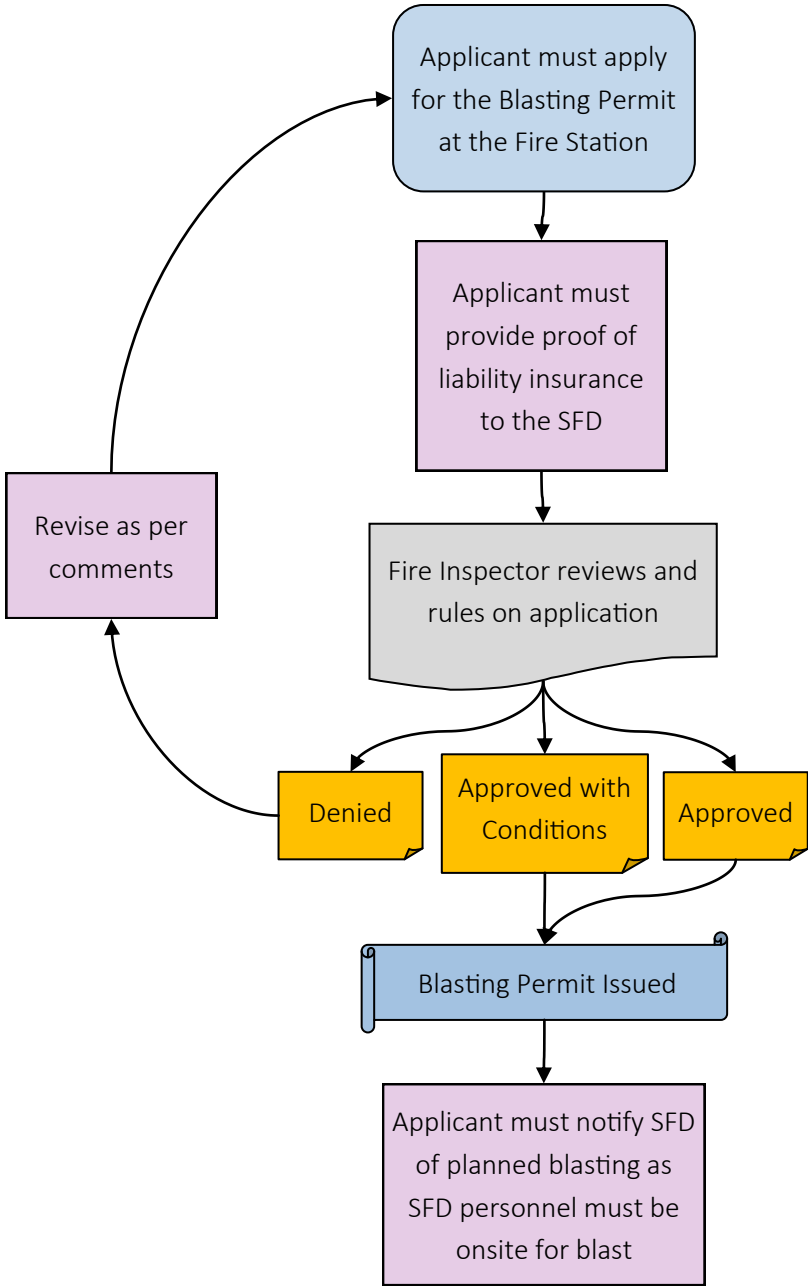 Applicant must apply
for the Blasting Permit
at the Fire Station
Applicant must
provide proof of
liability insurance
to the SFD
Revise as per
comments
Fire Inspector reviews and
rules on application
Denied
Approved with
Conditions
Approved
Blasting Permit Issued
Applicant must notify SFD
of planned blasting as
SFD personnel must be
onsite for blast